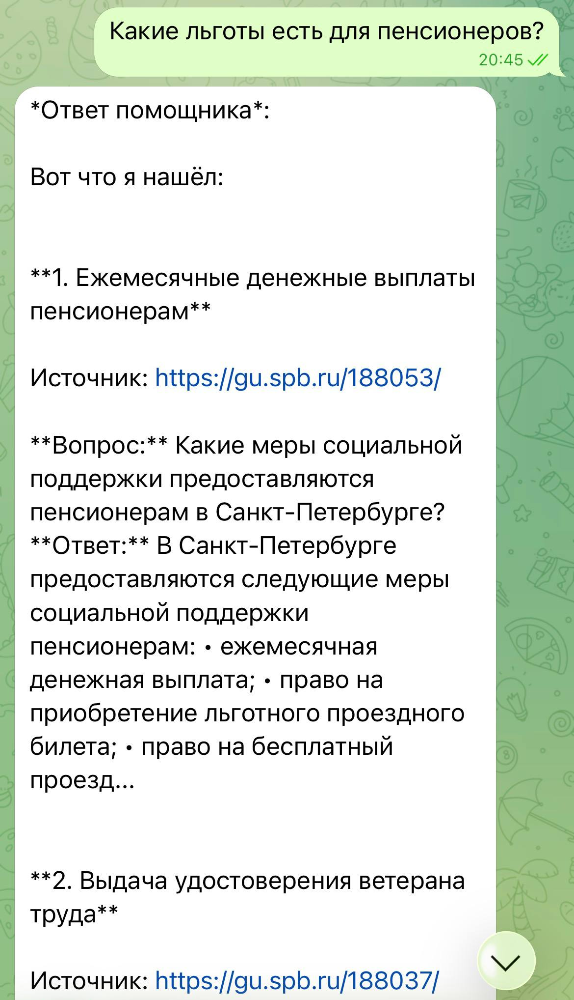 Какие льготы есть для пенсионеров?
20:45
*Ответ помощника*:
Вот что я нашёл:
**1. Ежемесячные денежные выплаты
пенсионерам**
Источник: https://gu.spb.ru/188053/
**Вопрос:** Какие меры социальной
поддержки предоставляются
пенсионерам в Санкт-Петербурге?
**Ответ:** В Санкт-Петербурге
предоставляются следующие меры
социальной поддержки
пенсионерам: • ежемесячная
денежная выплата; • право на
приобретение льготного проездного
билета; • право на бесплатный
проезд...
**2. Выдача удостоверения ветерана
труда**
Источник: https://gu.spb.ru/188037/